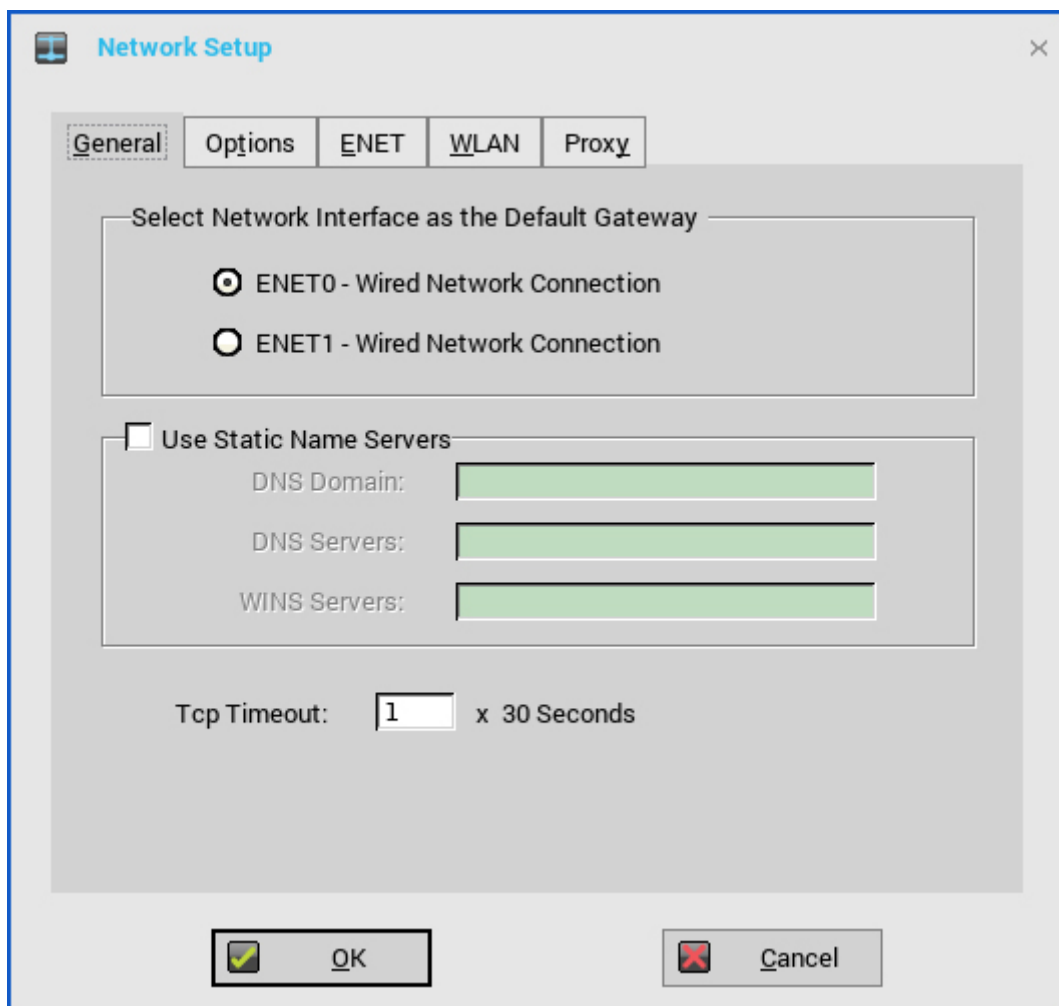 Network Setup
General Options ENET WLAN Proxy
Select Network Interface as the Default Gateway
ENET0 - Wired Network Connection
ENET1 - Wired Network Connection
Use Static Name Servers
DNS Domain:
DNS Servers:
WINS Servers:
Tcp Timeout: 1 x 30 Seconds
OK Cancel